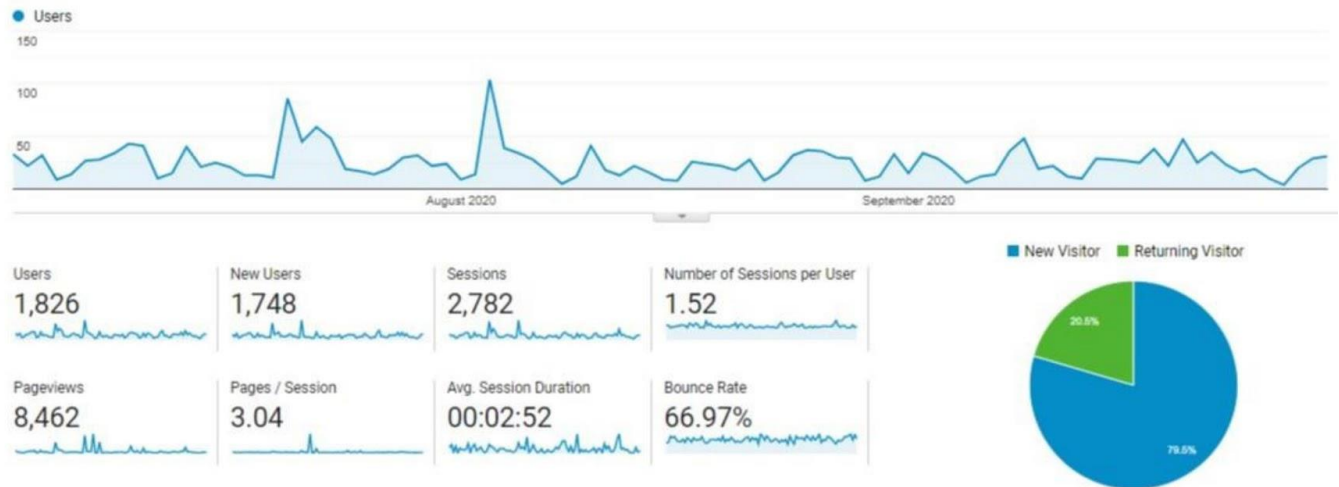 Users
150
100
50
August 2020
September 2020
New Visitor
Returning Visitor
Users
New Users
Sessions
Number of Sessions per User
1,826
1,748
2,782
1.52
20.5%
Pageviews
Pages / Session
Avg. Session Duration
Bounce Rate
8,462
3.04
00:02:52
66.97%
79.5%